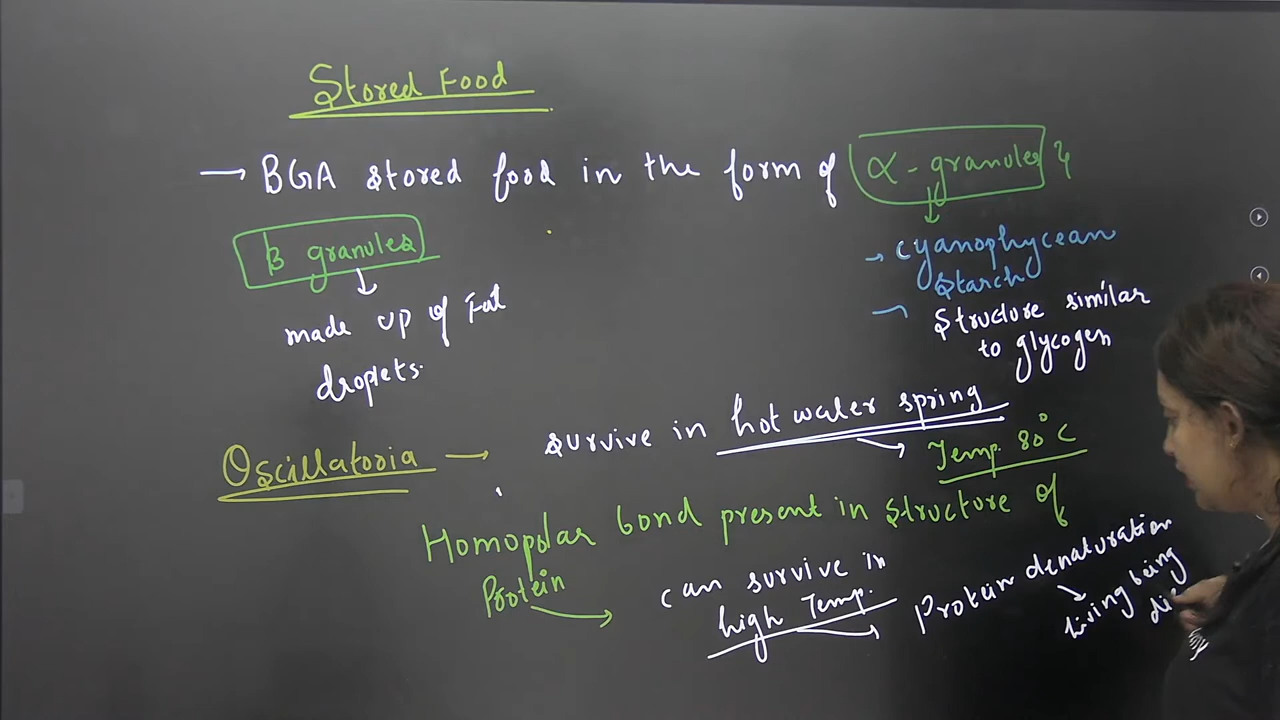 Stored Food
→ BGA stored food in the form of α-granules &
β granules
→ cyanophycean
starch
made up of Fat
droplets.
Structure similar
to glycogen
Oscillatoria → survive in hot water spring
→ Temp. 80°C
Homopolar bond present in structure of
Protein → can survive in
high Temp. → Protein denaturation
living being